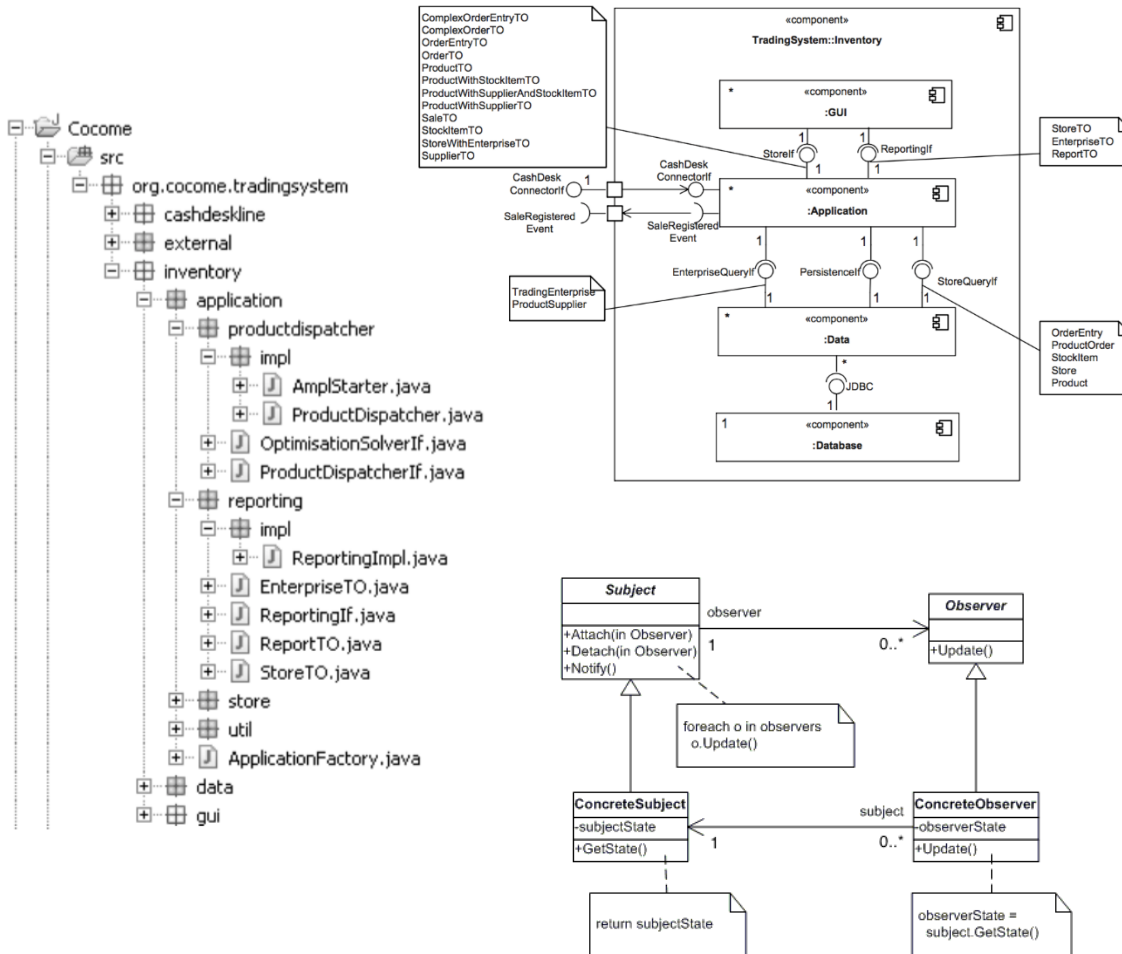 Cocome
src
org.cocome.tradingsystem
cashdeskline
external
inventory
application
productdispatcher
impl
AmplStarter.java
ProductDispatcher.java
OptimisationSolverIf.java
ProductDispatcherIf.java
reporting
impl
ReportingImpl.java
EnterpriseTO.java
ReportingIf.java
ReportTO.java
StoreTO.java
store
util
ApplicationFactory.java
data
gui
ComplexOrderEntryTO
ComplexOrderTO
OrderEntryTO
OrderTO
ProductTO
ProductWithStockItemTO
ProductWithSupplierAndStockItemTO
ProductWithSupplierTO
SaleTO
StockItemTO
StoreWithEnterpriseTO
SupplierTO
«component»
TradingSystem::Inventory
* «component»
:GUI
1 1
StoreIf ReportingIf
1 1
StoreTO
EnterpriseTO
ReportTO
CashDesk 1
ConnectorIf
CashDesk
ConnectorIf
SaleRegistered
Event
SaleRegistered
Event
* «component»
:Application
1 1 1
EnterpriseQueryIf PersistenceIf StoreQueryIf
1 1 1
TradingEnterprise
ProductSupplier
* «component»
:Data
*
JDBC
1
1 «component»
:Database
OrderEntry
ProductOrder
StockItem
Store
Product
Subject
+Attach(in Observer)
+Detach(in Observer)
+Notify()
observer
1 0..*
Observer
+Update()
foreach o in observers
o.Update()
ConcreteSubject
-subjectState
+GetState()
subject
1 0..*
ConcreteObserver
-observerState
+Update()
return subjectState
observerState =
subject.GetState()